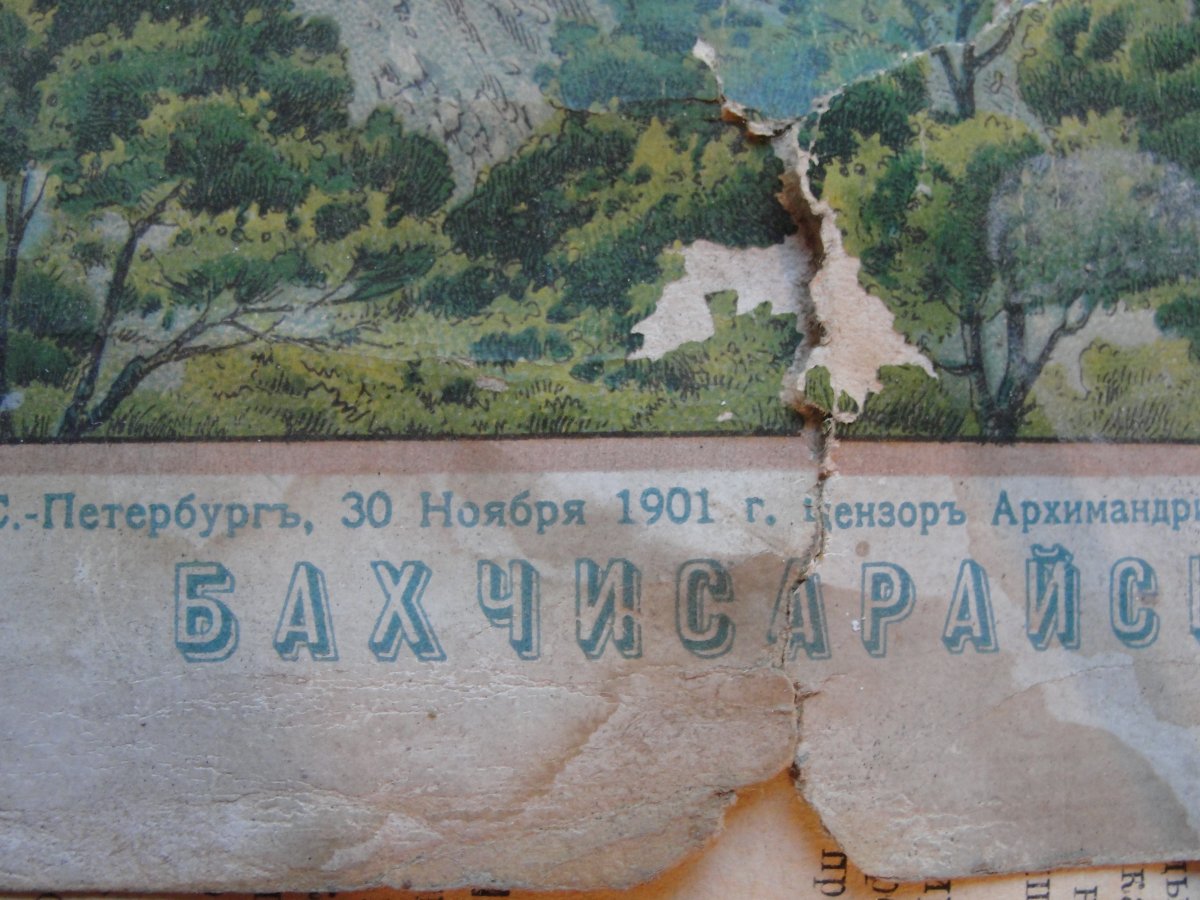 С.-Петербургъ, 30 Ноября 1901 г. цензоръ Архимандри
БАХЧИСАРАЙС